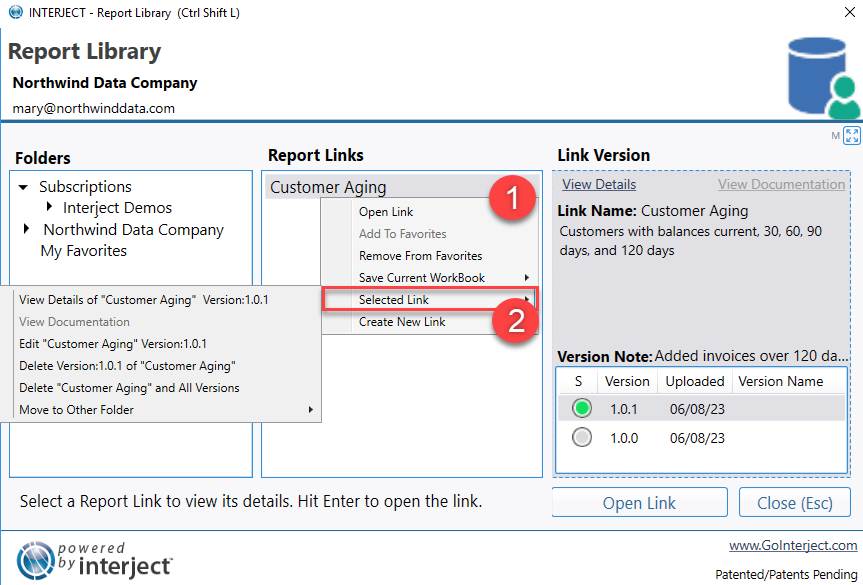 INTERJECT - Report Library (Ctrl Shift L)
Report Library
Northwind Data Company
mary@northwinddata.com
M
Folders
Subscriptions
Interject Demos
Northwind Data Company
My Favorites
Report Links
Customer Aging
1
Open Link
Add To Favorites
Remove From Favorites
Save Current WorkBook
Selected Link
2
Create New Link
View Details of "Customer Aging" Version:1.0.1
View Documentation
Edit "Customer Aging" Version:1.0.1
Delete Version:1.0.1 of "Customer Aging"
Delete "Customer Aging" and All Versions
Move to Other Folder
Link Version
View Details View Documentation
Link Name: Customer Aging
Customers with balances current, 30, 60, 90
days, and 120 days
Version Note: Added invoices over 120 da...
S Version Uploaded Version Name
1.0.1 06/08/23
1.0.0 06/08/23
Select a Report Link to view its details. Hit Enter to open the link.
Open Link Close (Esc)
INTERJECT
powered
by interject™
www.GoInterject.com
Patented/Patents Pending